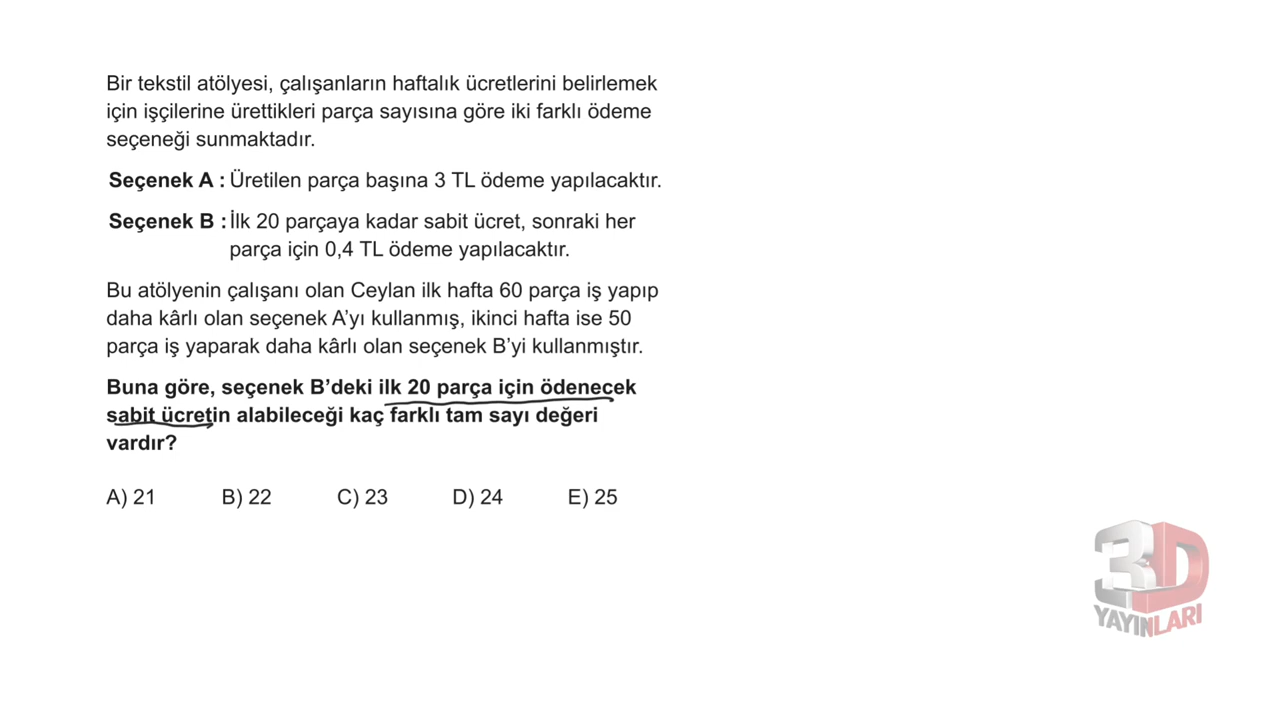 Bir tekstil atölyesi, çalışanların haftalık ücretlerini belirlemek
için işçilerine ürettikleri parça sayısına göre iki farklı ödeme
seçeneği sunmaktadır.
Seçenek A : Üretilen parça başına 3 TL ödeme yapılacaktır.
Seçenek B : İlk 20 parçaya kadar sabit ücret, sonraki her
parça için 0,4 TL ödeme yapılacaktır.
Bu atölyenin çalışanı olan Ceylan ilk hafta 60 parça iş yapıp
daha kârlı olan seçenek A’yı kullanmış, ikinci hafta ise 50
parça iş yaparak daha kârlı olan seçenek B’yi kullanmıştır.
Buna göre, seçenek B’deki ilk 20 parça için ödenecek
sabit ücretin alabileceği kaç farklı tam sayı değeri
vardır?
A) 21 B) 22 C) 23 D) 24 E) 25
3D
YAYINLARI